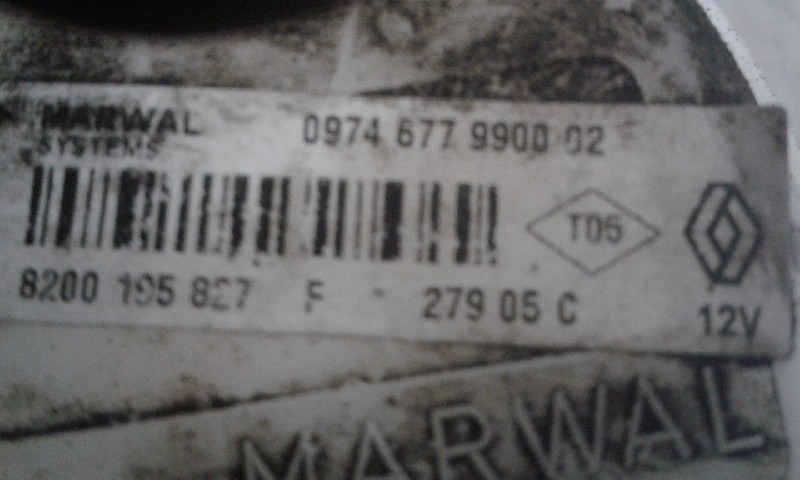 MARWAL 0974 677 9900 02
SYSTEMS
T05
8200 195 827 F - 279 05 C
12V
MARWAL